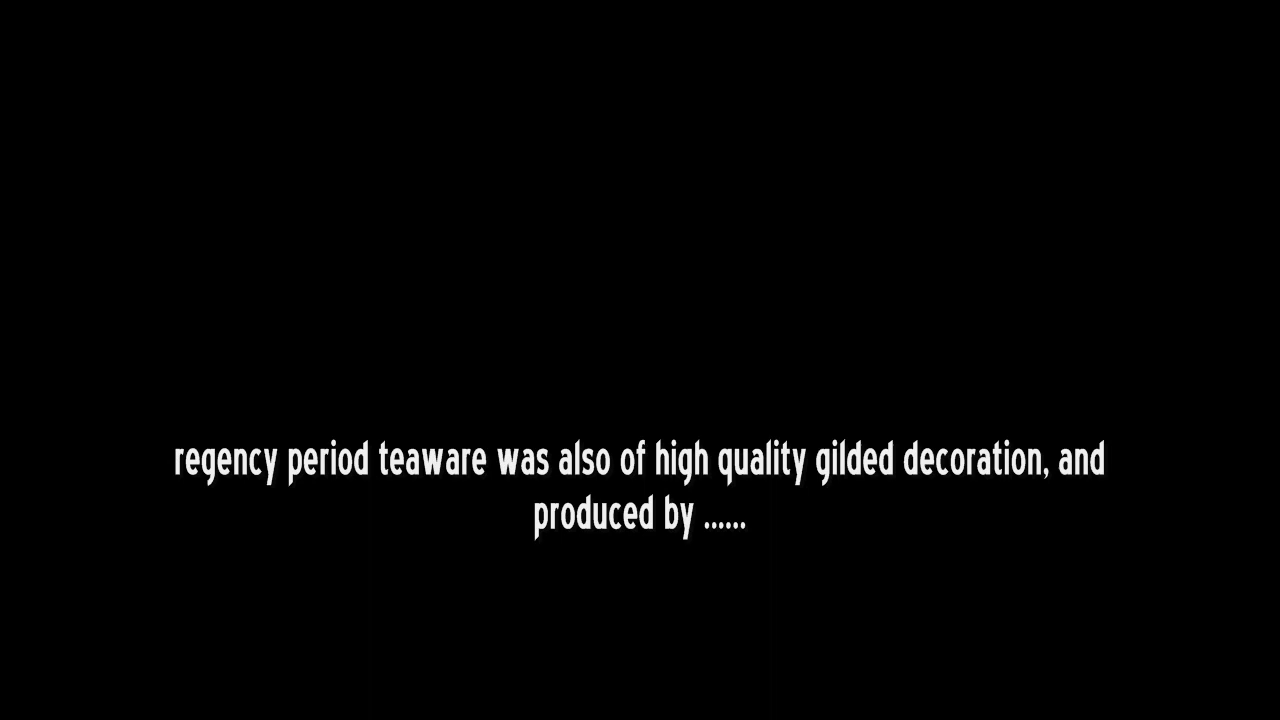 regency period teaware was also of high quality gilded decoration, and
produced by ......